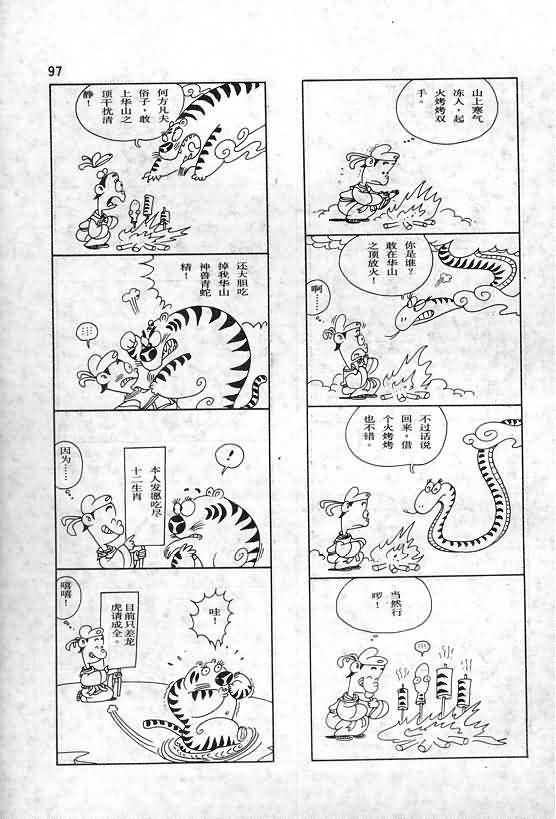 97
山上寒气
冻人，起
火烤烤双
手。
你是谁？
敢在华山
之顶放火！
啊……
不过话说
回来，借
个火烤烤
也不错。
当然行
啰！
何方凡夫
俗子，敢
上华山之
顶干扰清
静！
还大胆吃
掉我华山
神兽青蛇
精！
……
！
本人发愿吃尽
十二生肖
因为……
哇！
目前只差龙
虎请成全。
嘻嘻！